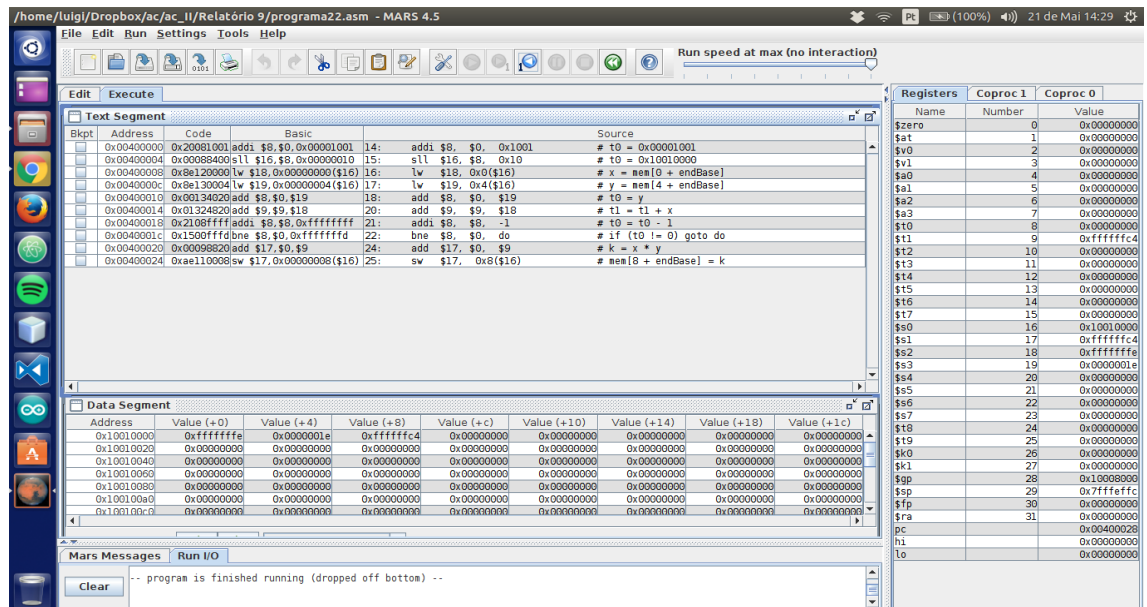 /home/luigi/Dropbox/ac/ac_II/Relatório 9/programa22.asm - MARS 4.5
Pt (100%) 21 de Mai 14:29
File Edit Run Settings Tools Help
Run speed at max (no interaction)
Edit Execute
Text Segment
Bkpt Address Code Basic Source
0x00400000 0x20081001 addi $8,$0,0x00001001 14: addi $8, $0, 0x1001 # t0 = 0x00001001
0x00400004 0x00088400 sll $16,$8,0x00000010 15: sll $16, $8, 0x10 # t0 = 0x10010000
0x00400008 0x8e120000 lw $18,0x00000000($16) 16: lw $18, 0x0($16) # x = mem[0 + endBase]
0x0040000c 0x8e130004 lw $19,0x00000004($16) 17: lw $19, 0x4($16) # y = mem[4 + endBase]
0x00400010 0x00134020 add $8,$0,$19 18: add $8, $0, $19 # t0 = y
0x00400014 0x01324820 add $9,$9,$18 20: add $9, $9, $18 # t1 = t1 + x
0x00400018 0x2108ffff addi $8,$8,0xffffffff 21: addi $8, $8, -1 # t0 = t0 - 1
0x0040001c 0x1500fffd bne $8,$0,0xfffffffd 22: bne $8, $0, do # if (t0 != 0) goto do
0x00400020 0x00098820 add $17,$0,$9 24: add $17, $0, $9 # k = x * y
0x00400024 0xae110008 sw $17,0x00000008($16) 25: sw $17, 0x8($16) # mem[8 + endBase] = k
Data Segment
Address Value (+0) Value (+4) Value (+8) Value (+c) Value (+10) Value (+14) Value (+18) Value (+1c)
0x10010000 0xfffffffe 0x0000001e 0xffffffc4 0x00000000 0x00000000 0x00000000 0x00000000 0x00000000
0x10010020 0x00000000 0x00000000 0x00000000 0x00000000 0x00000000 0x00000000 0x00000000 0x00000000
0x10010040 0x00000000 0x00000000 0x00000000 0x00000000 0x00000000 0x00000000 0x00000000 0x00000000
0x10010060 0x00000000 0x00000000 0x00000000 0x00000000 0x00000000 0x00000000 0x00000000 0x00000000
0x10010080 0x00000000 0x00000000 0x00000000 0x00000000 0x00000000 0x00000000 0x00000000 0x00000000
0x100100a0 0x00000000 0x00000000 0x00000000 0x00000000 0x00000000 0x00000000 0x00000000 0x00000000
0x100100c0 0x00000000 0x00000000 0x00000000 0x00000000 0x00000000 0x00000000 0x00000000 0x00000000
Mars Messages Run I/O
Clear
-- program is finished running (dropped off bottom) --
Registers Coproc 1 Coproc 0
Name Number Value
$zero 0 0x00000000
$at 1 0x00000000
$v0 2 0x00000000
$v1 3 0x00000000
$a0 4 0x00000000
$a1 5 0x00000000
$a2 6 0x00000000
$a3 7 0x00000000
$t0 8 0x00000000
$t1 9 0xffffffc4
$t2 10 0x00000000
$t3 11 0x00000000
$t4 12 0x00000000
$t5 13 0x00000000
$t6 14 0x00000000
$t7 15 0x00000000
$s0 16 0x10010000
$s1 17 0xffffffc4
$s2 18 0xfffffffe
$s3 19 0x0000001e
$s4 20 0x00000000
$s5 21 0x00000000
$s6 22 0x00000000
$s7 23 0x00000000
$t8 24 0x00000000
$t9 25 0x00000000
$k0 26 0x00000000
$k1 27 0x00000000
$gp 28 0x10008000
$sp 29 0x7fffeffc
$fp 30 0x00000000
$ra 31 0x00000000
pc 0x00400028
hi 0x00000000
lo 0x00000000